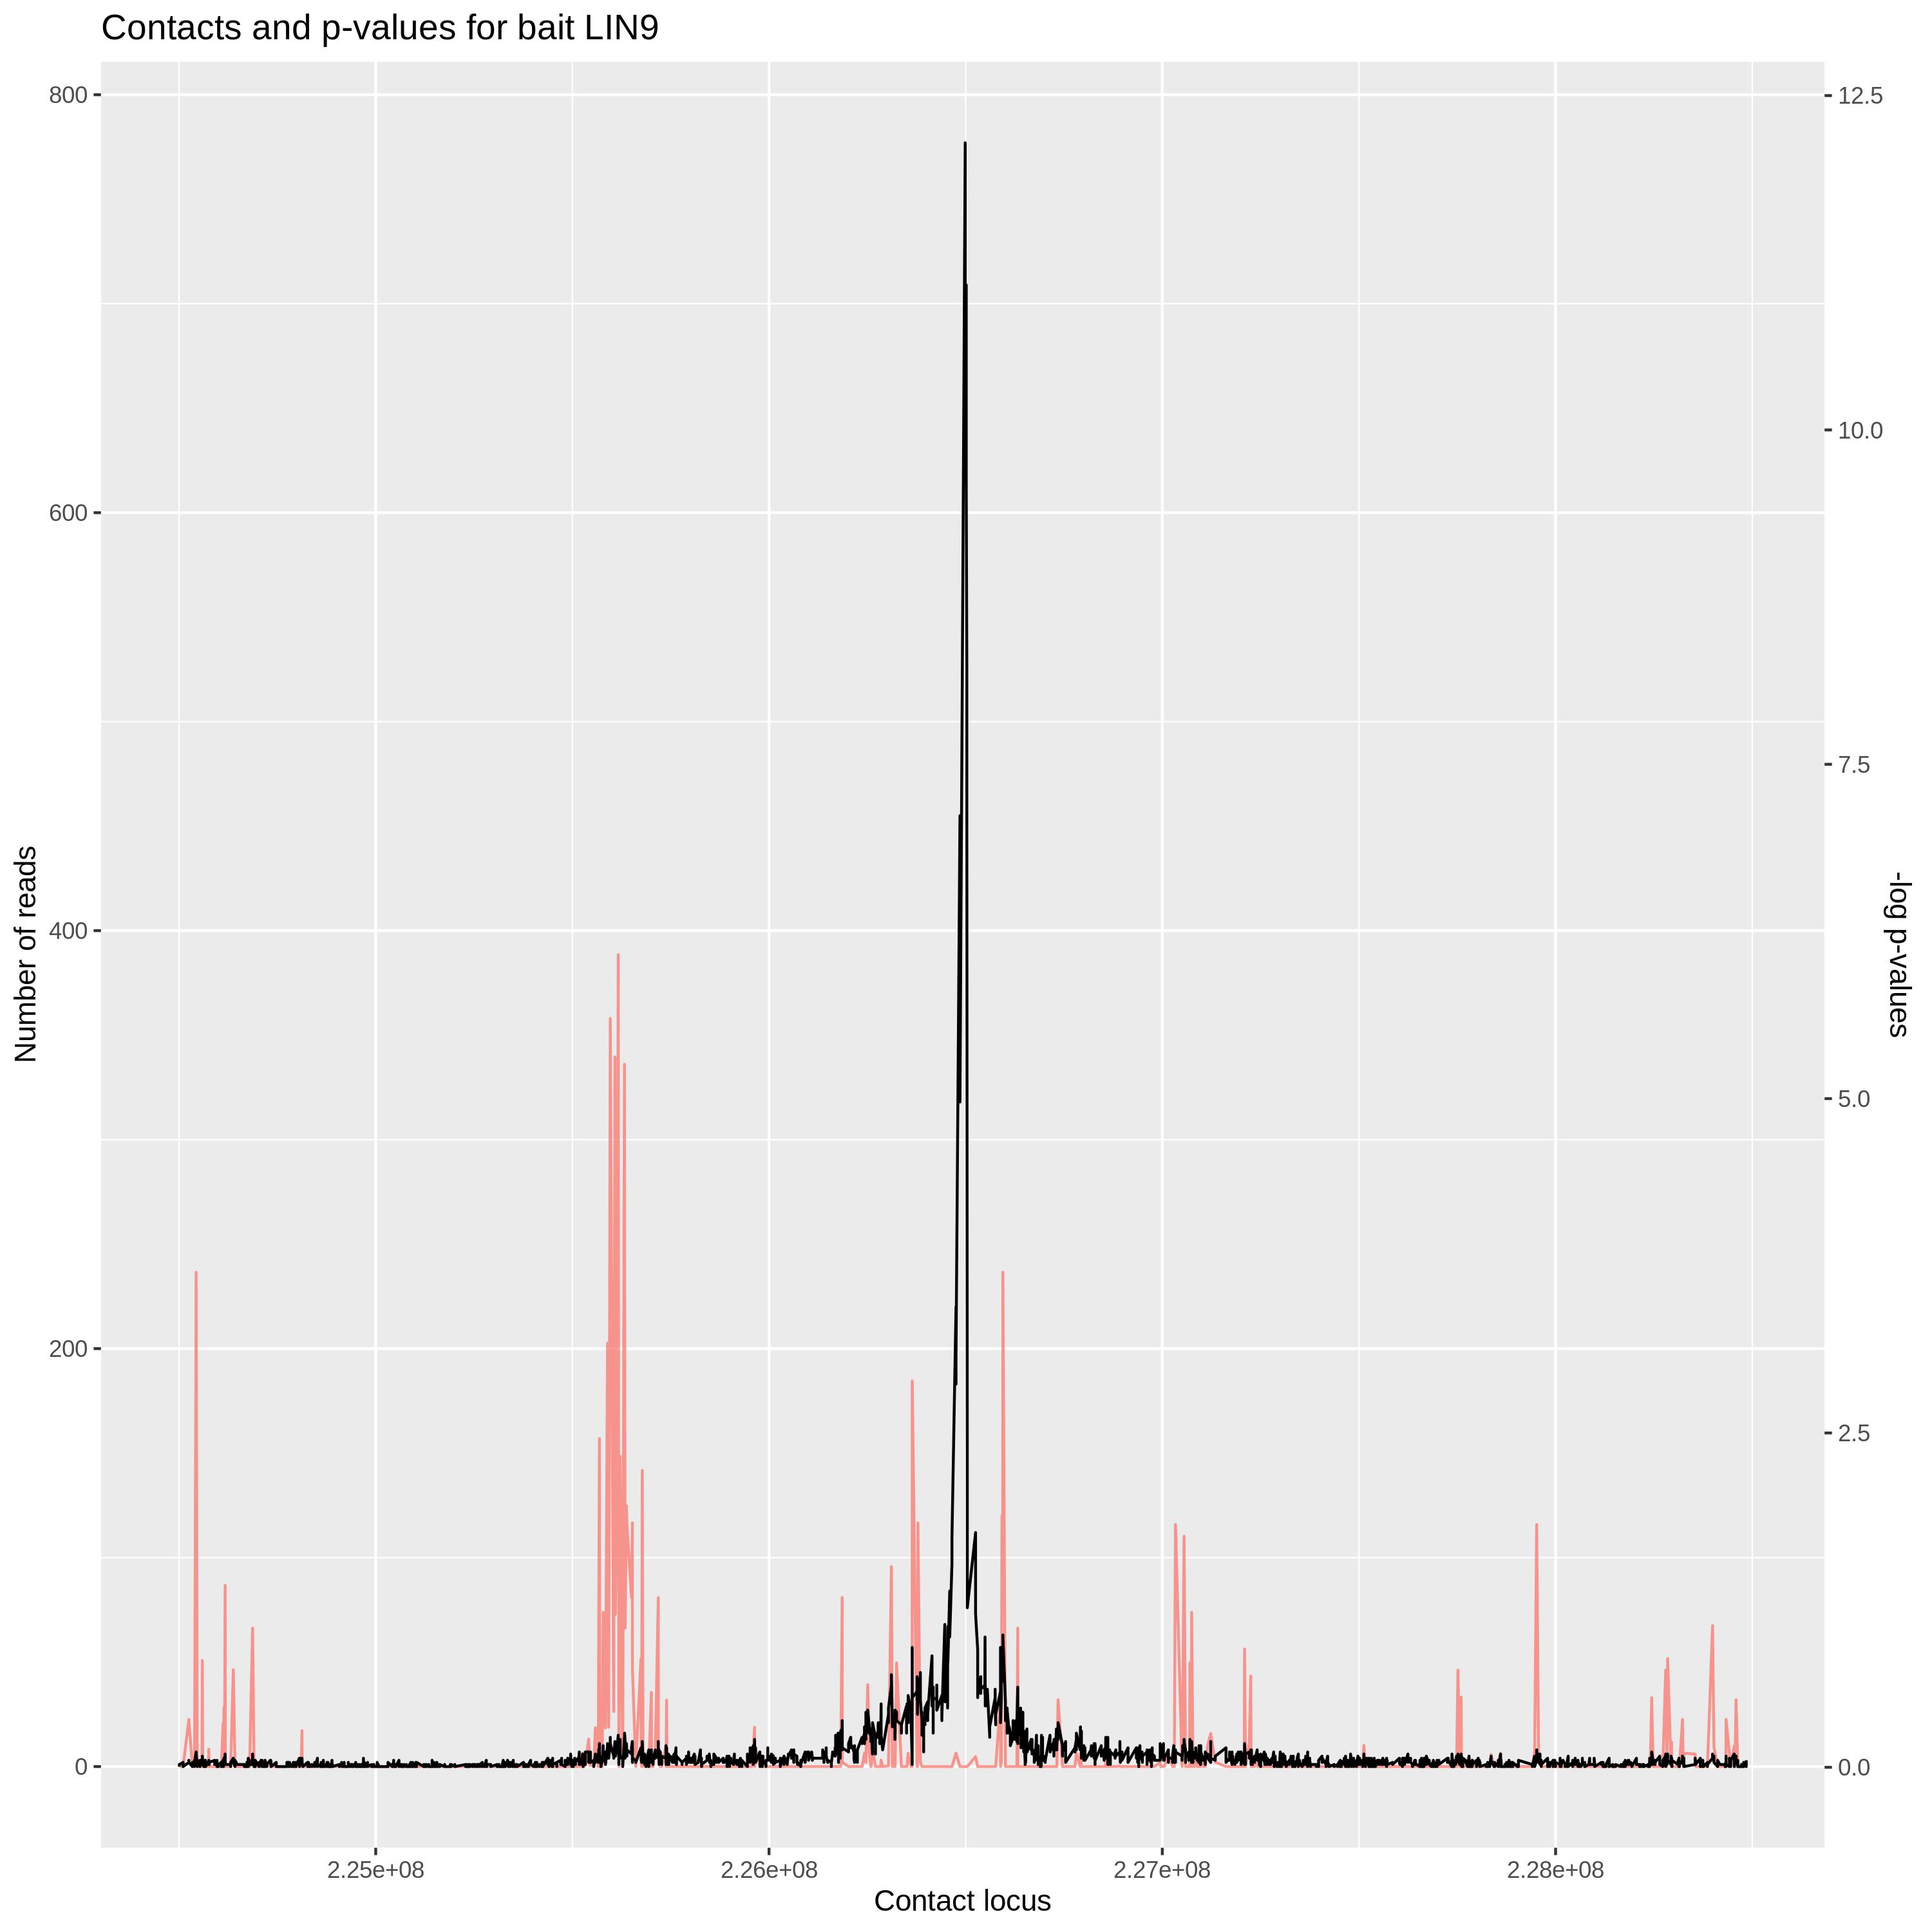 Contacts and p-values for bait LIN9
800
600
400
200
0
Number of reads
12.5
10.0
7.5
5.0
2.5
0.0
-log p-values
2.25e+08
2.26e+08
2.27e+08
2.28e+08
Contact locus